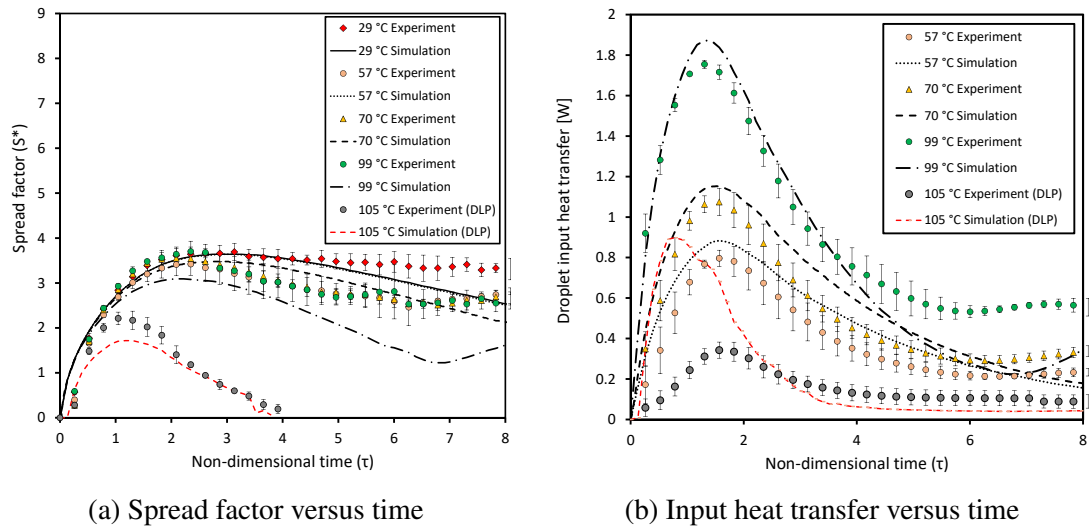 9
8
7
6
5
4
3
2
1
0
Spread factor (S*)
0 1 2 3 4 5 6 7 8
Non-dimensional time (τ)
29 °C Experiment
29 °C Simulation
57 °C Experiment
57 °C Simulation
70 °C Experiment
70 °C Simulation
99 °C Experiment
99 °C Simulation
105 °C Experiment (DLP)
105 °C Simulation (DLP)
(a) Spread factor versus time
2
1.8
1.6
1.4
1.2
1
0.8
0.6
0.4
0.2
0
Droplet input heat transfer [W]
0 2 4 6 8
Non-dimensional time (τ)
57 °C Experiment
57 °C Simulation
70 °C Experiment
70 °C Simulation
99 °C Experiment
99 °C Simulation
105 °C Experiment (DLP)
105 °C Simulation (DLP)
(b) Input heat transfer versus time